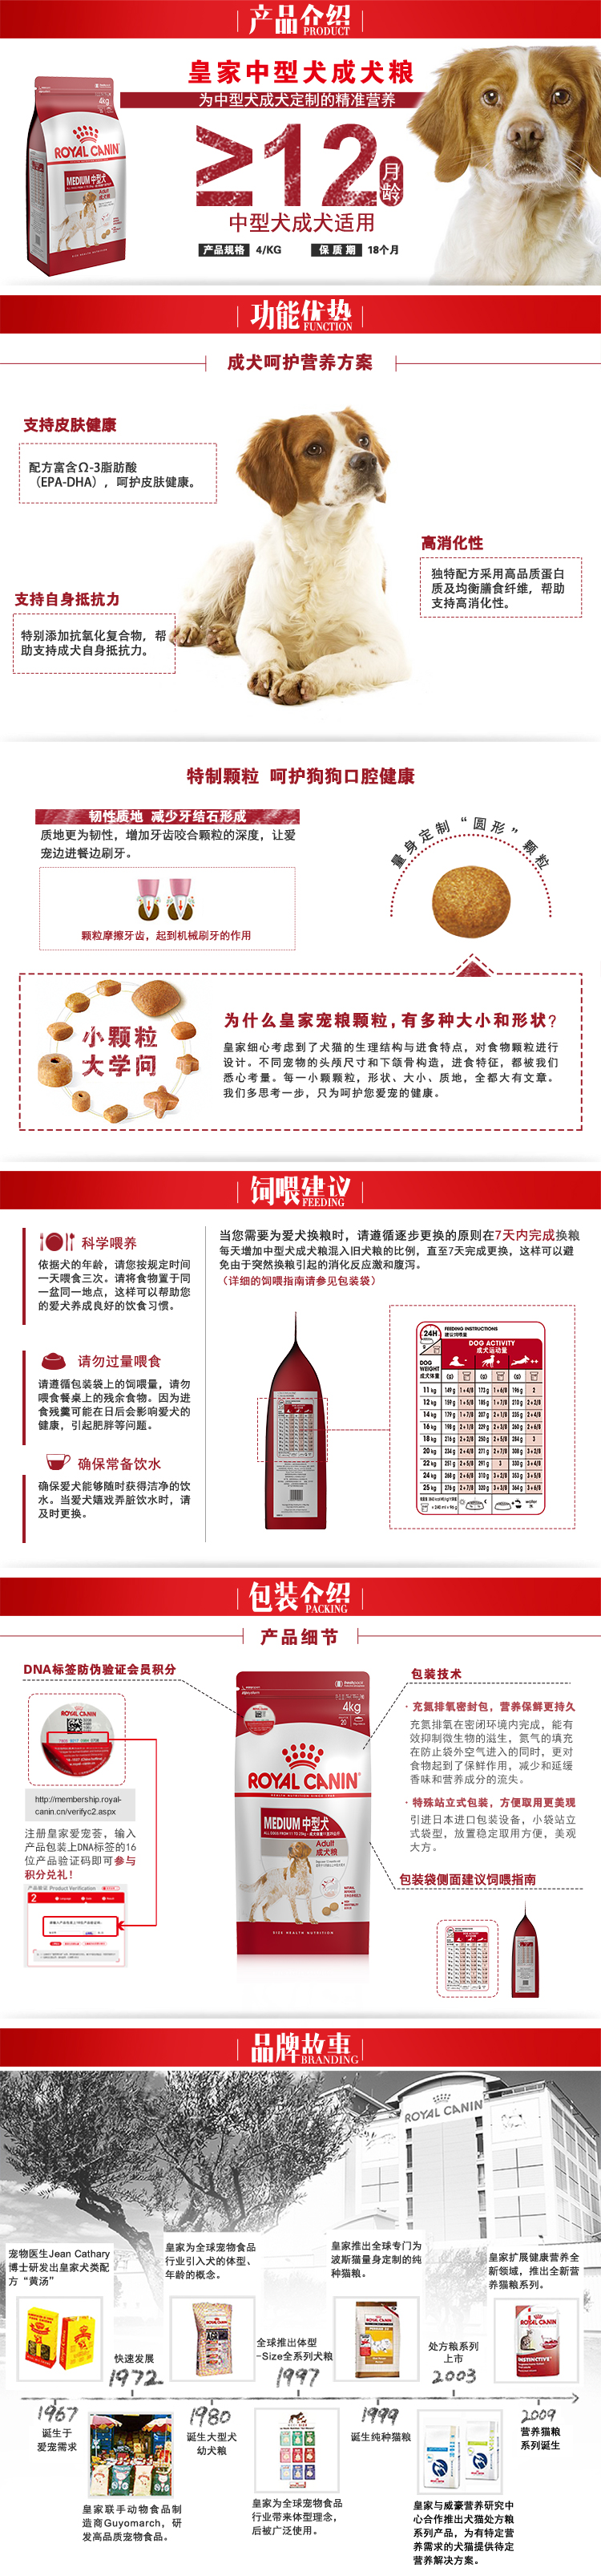 产品介绍
PRODUCT
皇家中型犬成犬粮
为中型犬成犬定制的精准营养
≥12月龄
中型犬成犬适用
产品规格 4/KG 保质期 18个月
4kg
ROYAL CANIN
MEDIUM 中型犬
Adult
成犬粮
功能优势
FUNCTION
成犬呵护营养方案
支持皮肤健康
配方富含Ω-3脂肪酸
（EPA-DHA），呵护皮肤健康。
高消化性
独特配方采用高品质蛋白
质及均衡膳食纤维，帮助
支持高消化性。
支持自身抵抗力
特别添加抗氧化复合物，帮
助支持成犬自身抵抗力。
特制颗粒 呵护狗狗口腔健康
韧性质地 减少牙结石形成
质地更为韧性，增加牙齿咬合颗粒的深度，让爱
宠边进餐边刷牙。
颗粒摩擦牙齿，起到机械刷牙的作用
量身定制“圆形”颗粒
小颗粒
大学问
为什么皇家宠粮颗粒，有多种大小和形状？
皇家细心考虑到了犬猫的生理结构与进食特点，对食物颗粒进行
设计。不同宠物的头颅尺寸和下颌骨构造，进食特征，都被我们
悉心考量。每一小颗颗粒，形状、大小、质地，全都大有文章。
我们多思考一步，只为呵护您爱宠的健康。
饲喂建议
FEEDING
科学喂养
依据犬的年龄，请您按规定时间
一天喂食三次。请将食物置于同
一盆同一地点，这样可以帮助您
的爱犬养成良好的饮食习惯。
请勿过量喂食
请遵循包装袋上的饲喂量，请勿
喂食餐桌上的残余食物。因为进
食残羹可能在日后会影响爱犬的
健康，引起肥胖等问题。
确保常备饮水
确保爱犬能够随时获得洁净的饮
水。当爱犬嬉戏弄脏饮水时，请
及时更换。
当您需要为爱犬换粮时，请遵循逐步更换的原则在7天内完成换粮
每天增加中型犬成犬粮混入旧犬粮的比例，直至7天完成更换，这样可以避
免由于突然换粮引起的消化反应激和腹泻。
（详细的饲喂指南请参见包装袋）
24H
FEEDING INSTRUCTIONS
建议饲喂量
DOG ACTIVITY
成犬运动量
DOG
WEIGHT
成犬体重
11 kg
12 kg
14 kg
16 kg
18 kg
20 kg
22 kg
24 kg
25 kg
包装介绍
PACKING
产品细节
DNA标签防伪验证会员积分
ROYAL CANIN
http://membership.royal-
canin.cn/verifyc2.aspx
注册皇家爱宠荟，输入
产品包装上DNA标签的16
位产品验证码即可参与
积分兑礼！
Product Verification
2
4kg
ROYAL CANIN
MEDIUM 中型犬
Adult
成犬粮
SIZE HEALTH NUTRITION
包装技术
· 充氮排氧密封包，营养保鲜更持久
充氮排氧在密闭环境内完成，能有
效抑制微生物的滋生，氮气的填充
在防止袋外空气进入的同时，更对
食物起到了保鲜作用，减少和延缓
香味和营养成分的流失。
· 特殊站立式包装，方便取用更美观
引进日本进口包装设备，小袋站立
式袋型，放置稳定取用方便，美观
大方。
包装袋侧面建议饲喂指南
品牌故事
BRANDING
ROYAL CANIN
宠物医生Jean Cathary
博士研发出皇家犬类配
方“黄汤”
皇家为全球宠物食品
行业引入犬的体型、
年龄的概念。
皇家推出全球专门为
波斯猫量身定制的纯
种猫粮。
皇家扩展健康营养全
新领域，推出全新营
养猫粮系列。
快速发展
1972
全球推出体型
-Size全系列犬粮
1997
处方粮系列
上市
2003
1967
诞生于
爱宠需求
1980
诞生大型犬
幼犬粮
1999
诞生纯种猫粮
2009
营养猫粮
系列诞生
皇家联手动物食品制
造商Guyomarch，研
发高品质宠物食品。
皇家为全球宠物食品
行业带来体型理念，
后被广泛使用。
皇家与威豪营养研究中
心合作推出犬猫处方粮
系列产品，为有特定营
养需求的犬猫提供待定
营养解决方案。